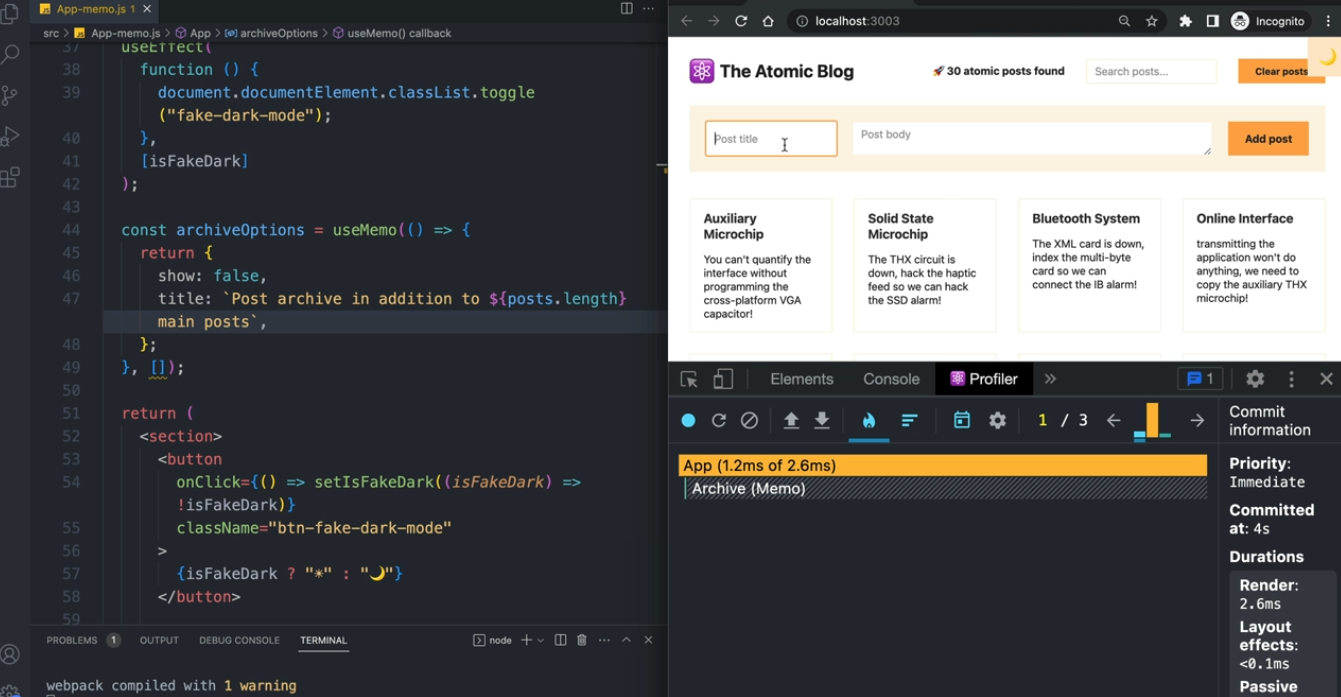 App-memo.js 1
src > App-memo.js > App > archiveOptions > useMemo() callback
37 useEffect(
38 function () {
39 document.documentElement.classList.toggle
("fake-dark-mode");
40 },
41 [isFakeDark]
42 );
43
44 const archiveOptions = useMemo(() => {
45 return {
46 show: false,
47 title: `Post archive in addition to ${posts.length}
main posts`,
48 };
49 }, []);
50
51 return (
52 <section>
53 <button
54 onClick={() => setIsFakeDark((isFakeDark) =>
!isFakeDark)}
55 className="btn-fake-dark-mode"
56 >
57 {isFakeDark ? "☀️" : "🌙"}
58 </button>
59
PROBLEMS 1 OUTPUT DEBUG CONSOLE TERMINAL node
webpack compiled with 1 warning
localhost:3003 Incognito
The Atomic Blog 🚀 30 atomic posts found Search posts... Clear posts
Post title Post body Add post
Auxiliary
Microchip
You can't quantify the
interface without
programming the
cross-platform VGA
capacitor!
Solid State
Microchip
The THX circuit is
down, hack the haptic
feed so we can hack
the SSD alarm!
Bluetooth System
The XML card is down,
index the multi-byte
card so we can
connect the IB alarm!
Online Interface
transmitting the
application won't do
anything, we need to
copy the auxiliary THX
microchip!
Elements Console Profiler 1
1 / 3
App (1.2ms of 2.6ms)
Archive (Memo)
Commit
information
Priority:
Immediate
Committed
at: 4s
Durations
Render:
2.6ms
Layout
effects:
<0.1ms
Passive